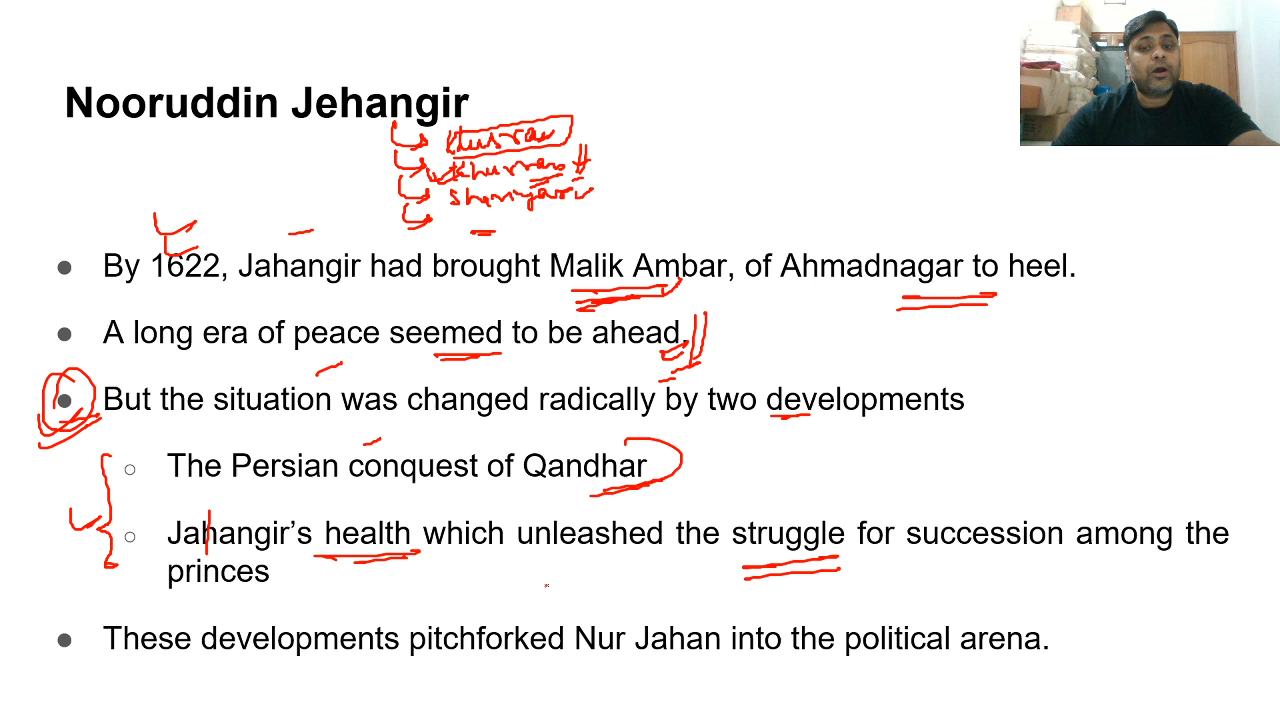 Nooruddin Jehangir
Khusrau
Khurram
Shariyar
● By 1622, Jahangir had brought Malik Ambar, of Ahmadnagar to heel.
● A long era of peace seemed to be ahead.
● But the situation was changed radically by two developments
○ The Persian conquest of Qandhar
○ Jahangir’s health which unleashed the struggle for succession among the
princes
● These developments pitchforked Nur Jahan into the political arena.